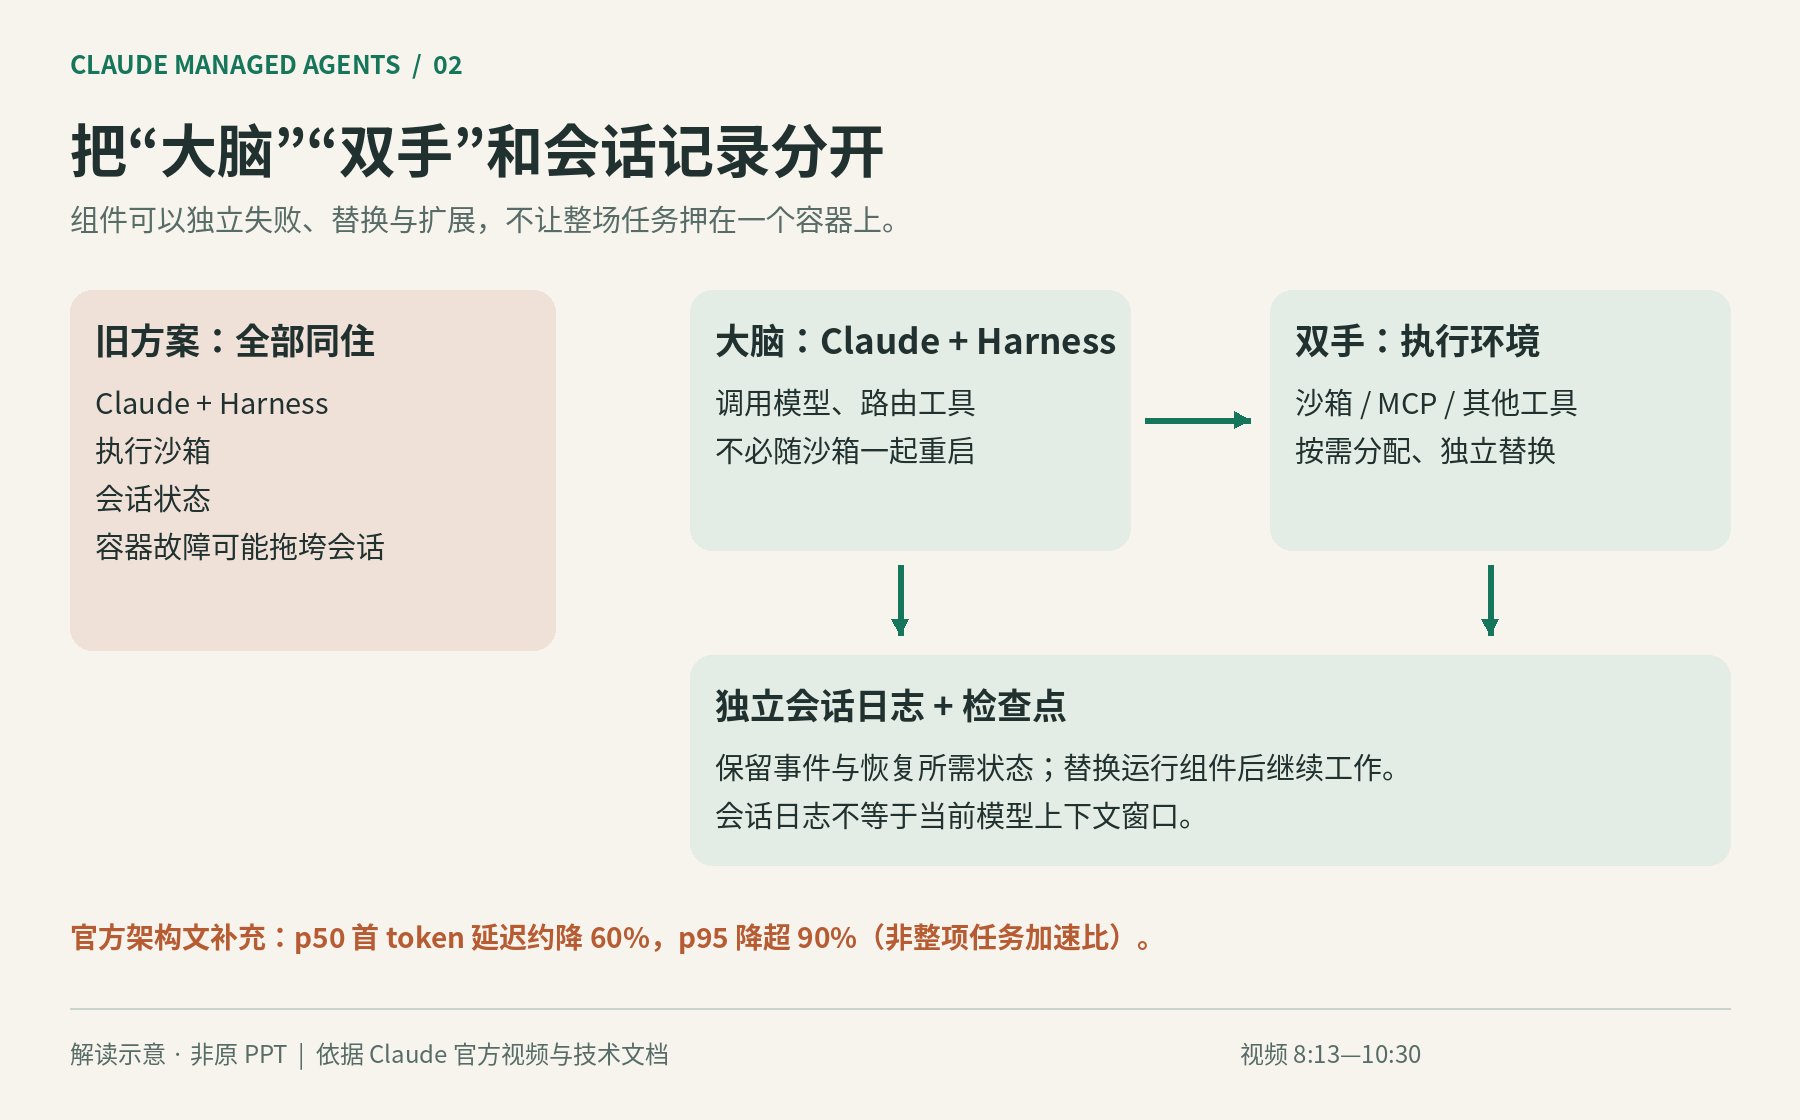 CLAUDE MANAGED AGENTS / 02
把“大脑”“双手”和会话记录分开
组件可以独立失败、替换与扩展，不让整场任务押在一个容器上。
旧方案：全部同住
Claude + Harness
执行沙箱
会话状态
容器故障可能拖垮会话
大脑：Claude + Harness
调用模型、路由工具
不必随沙箱一起重启
双手：执行环境
沙箱 / MCP / 其他工具
按需分配、独立替换
独立会话日志 + 检查点
保留事件与恢复所需状态；替换运行组件后继续工作。
会话日志不等于当前模型上下文窗口。
官方架构文补充：p50 首 token 延迟约降 60%，p95 降超 90%（非整项任务加速比）。
解读示意 · 非原 PPT | 依据 Claude 官方视频与技术文档
视频 8:13—10:30